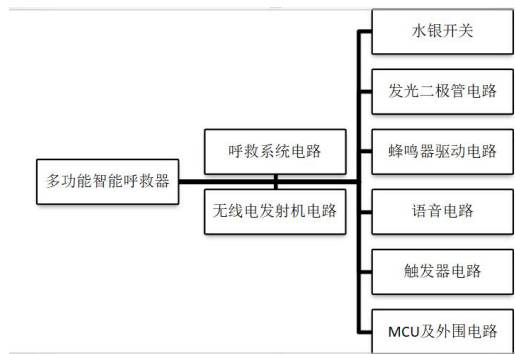 多功能智能呼救器
呼救系统电路
无线电发射机电路
水银开关
发光二极管电路
蜂鸣器驱动电路
语音电路
触发器电路
MCU及外围电路